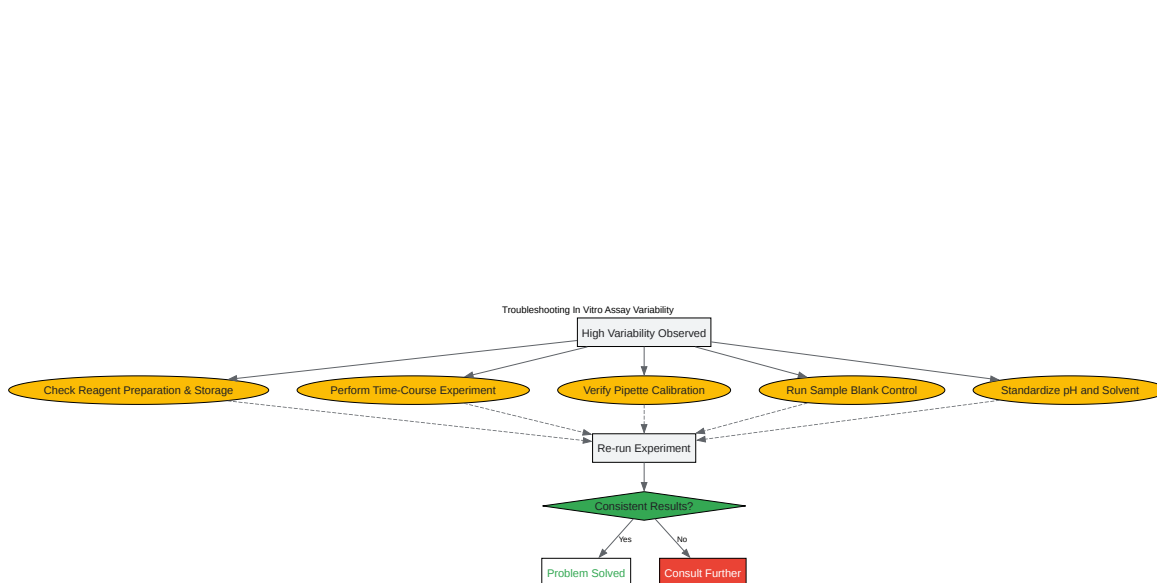 Troubleshooting In Vitro Assay Variability
High Variability Observed
Check Reagent Preparation & Storage
Perform Time-Course Experiment
Verify Pipette Calibration
Run Sample Blank Control
Standardize pH and Solvent
Re-run Experiment
Consistent Results?
Yes
No
Problem Solved
Consult Further